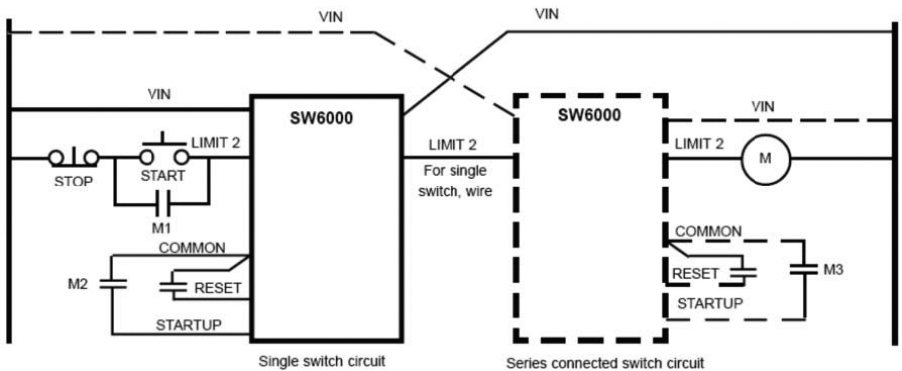 VIN
VIN
VIN
SW6000
SW6000
VIN
LIMIT 2
LIMIT 2
LIMIT 2
M
STOP
START
For single
switch, wire
M1
COMMON
COMMON
M2
RESET
RESET
M3
STARTUP
STARTUP
Single switch circuit
Series connected switch circuit